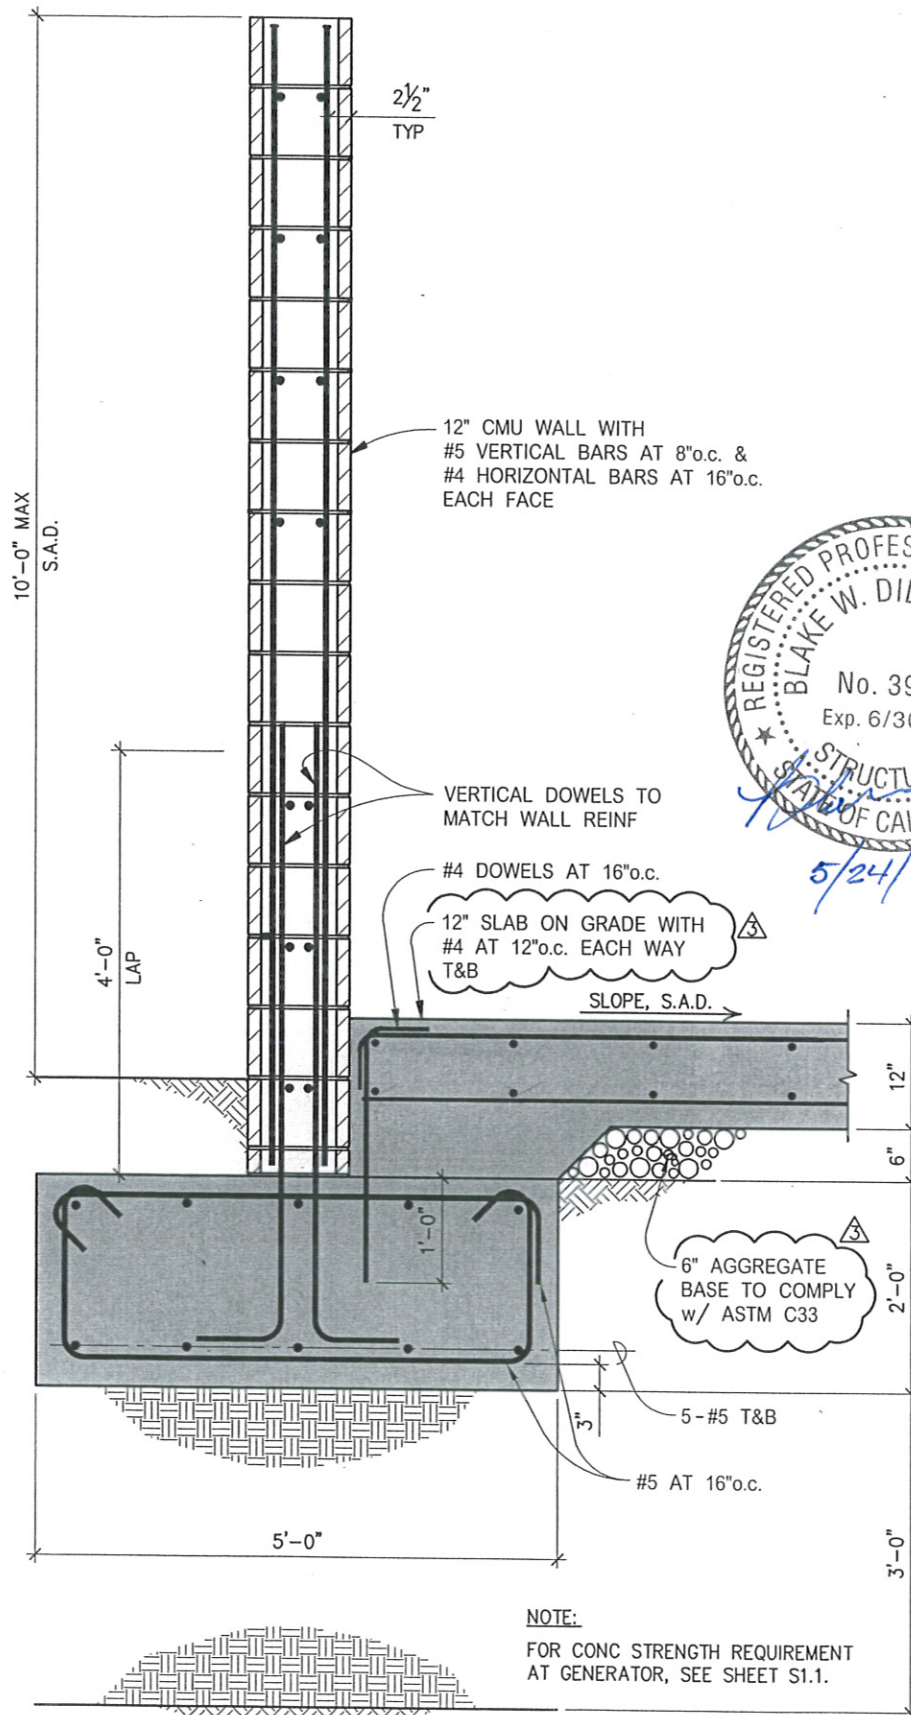 2½"
TYP
10'-0" MAX
S.A.D.
12" CMU WALL WITH
#5 VERTICAL BARS AT 8"o.c. &
#4 HORIZONTAL BARS AT 16"o.c.
EACH FACE
REGISTERED PROFES
BLAKE W. DIL
No. 39
Exp. 6/30
STRUCTU
STATE OF CAL
5/24/
VERTICAL DOWELS TO
MATCH WALL REINF
#4 DOWELS AT 16"o.c.
12" SLAB ON GRADE WITH
#4 AT 12"o.c. EACH WAY
T&B
3
4'-0"
LAP
SLOPE, S.A.D.
12"
6"
1'-0"
3
6" AGGREGATE
BASE TO COMPLY
w/ ASTM C33
2'-0"
3"
5-#5 T&B
#5 AT 16"o.c.
5'-0"
3'-0"
NOTE:
FOR CONC STRENGTH REQUIREMENT
AT GENERATOR, SEE SHEET S1.1.